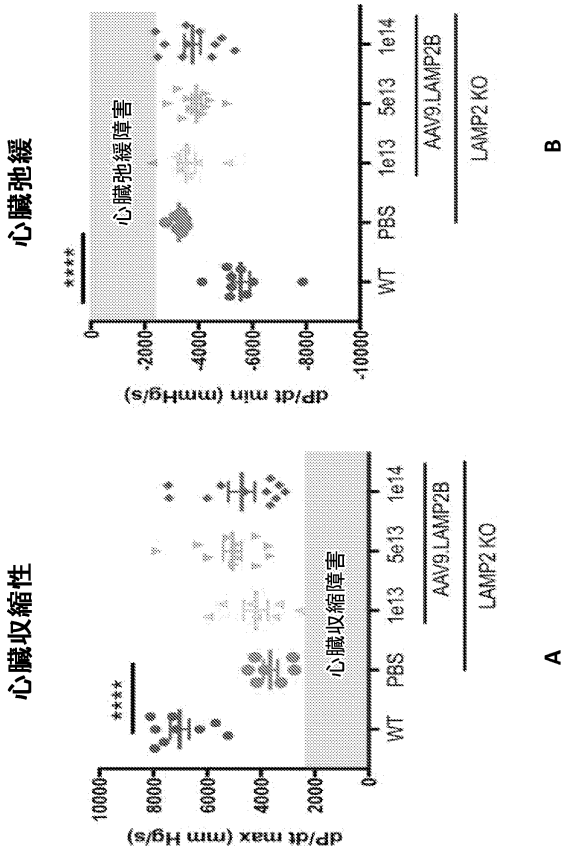 心臓収縮性
****
10000
8000
6000
4000
2000
0
dP/dt max (mm Hg/s)
心臓収縮障害
WT PBS 1e13 5e13 1e14
AAV9.LAMP2B
LAMP2 KO
A
心臓弛緩
****
0
-2000
-4000
-6000
-8000
-10000
dP/dt min (mmHg/s)
心臓弛緩障害
WT PBS 1e13 5e13 1e14
AAV9.LAMP2B
LAMP2 KO
B